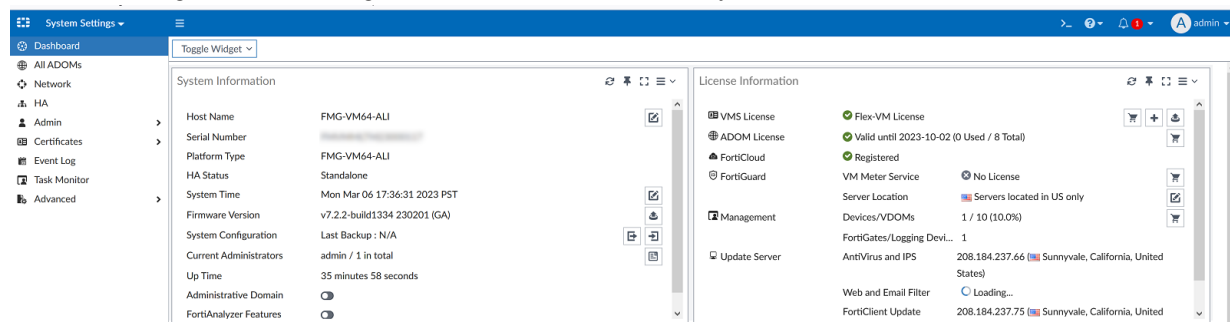 System Settings
1
A admin
Dashboard
Toggle Widget
All ADOMs
Network
HA
Admin
Certificates
Event Log
Task Monitor
Advanced
System Information
Host Name FMG-VM64-ALI
Serial Number
Platform Type FMG-VM64-ALI
HA Status Standalone
System Time Mon Mar 06 17:36:31 2023 PST
Firmware Version v7.2.2-build1334 230201 (GA)
System Configuration Last Backup : N/A
Current Administrators admin / 1 in total
Up Time 35 minutes 58 seconds
Administrative Domain
FortiAnalyzer Features
License Information
VMS License Flex-VM License
ADOM License Valid until 2023-10-02 (0 Used / 8 Total)
FortiCloud Registered
FortiGuard VM Meter Service No License
Server Location Servers located in US only
Management Devices/VDOMs 1 / 10 (10.0%)
FortiGates/Logging Devi... 1
Update Server AntiVirus and IPS 208.184.237.66 ( Sunnyvale, California, United
States)
Web and Email Filter Loading...
FortiClient Update 208.184.237.75 ( Sunnyvale, California, United